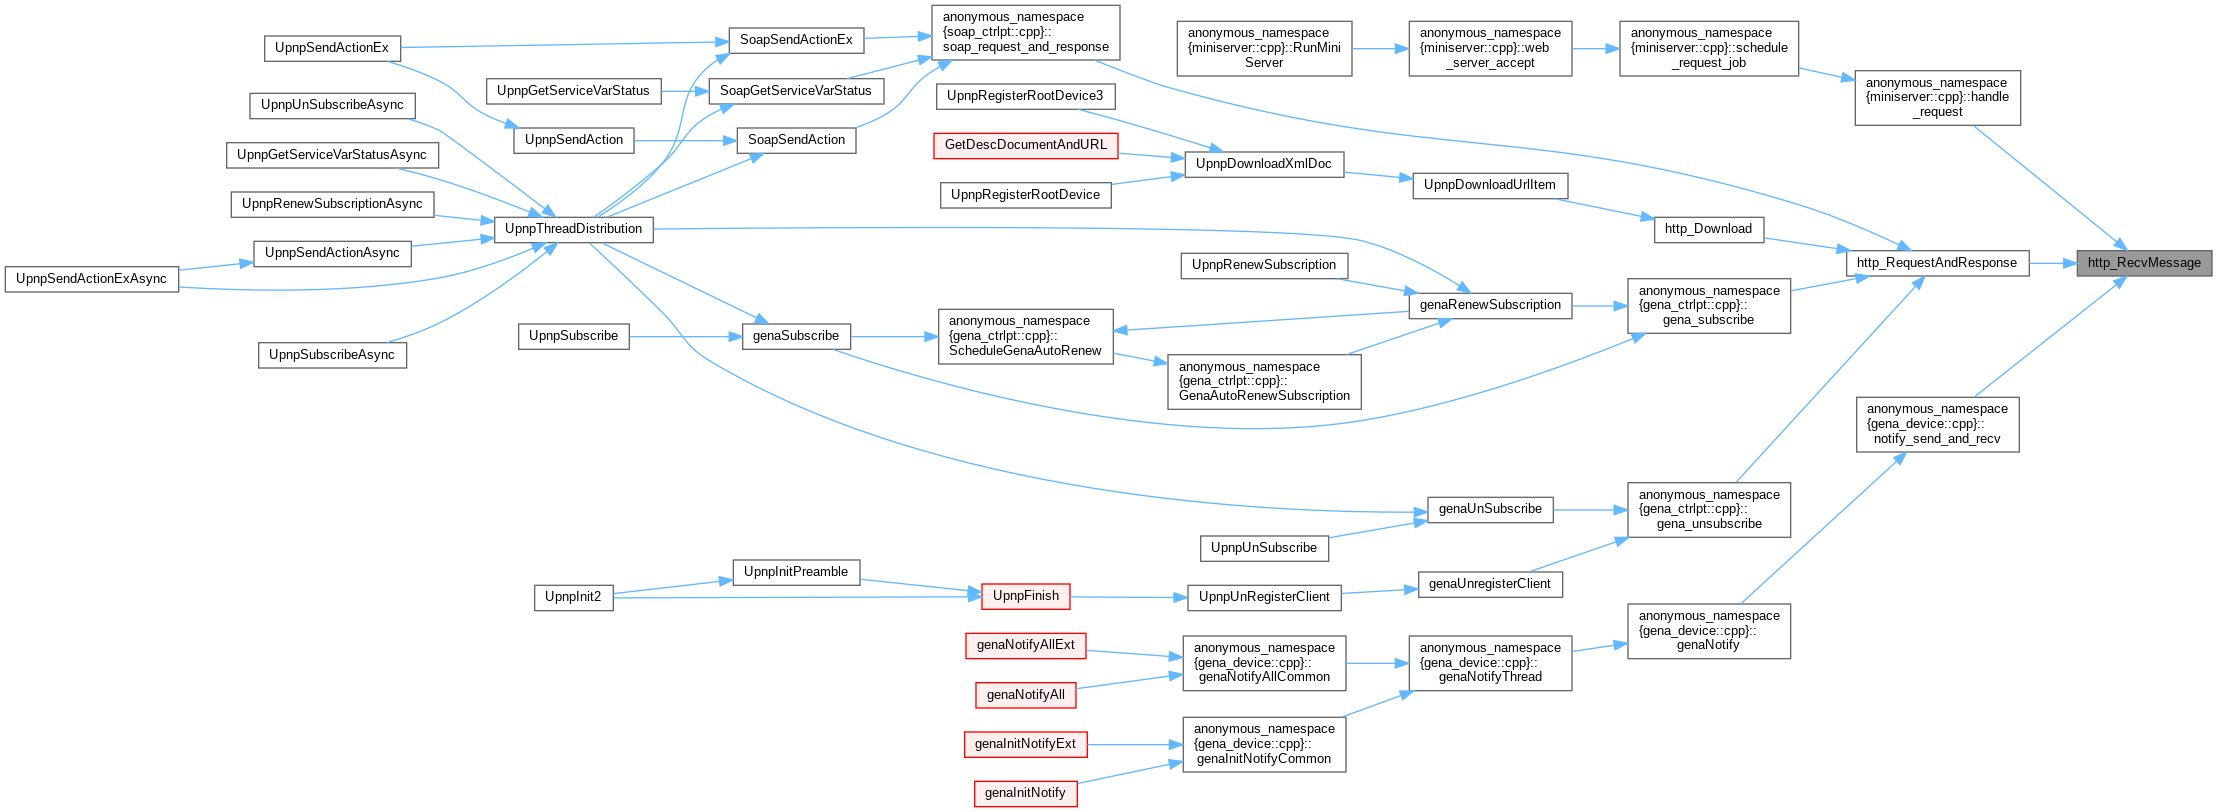 UpnpSendActionEx
UpnpUnSubscribeAsync
UpnpGetServiceVarStatusAsync
UpnpRenewSubscriptionAsync
UpnpSendActionAsync
UpnpSendActionExAsync
UpnpSubscribeAsync
UpnpGetServiceVarStatus
UpnpSendAction
UpnpThreadDistribution
UpnpSubscribe
UpnpInit2
SoapSendActionEx
SoapGetServiceVarStatus
SoapSendAction
genaSubscribe
UpnpInitPreamble
anonymous_namespace
{soap_ctrlpt::cpp}::
soap_request_and_response
UpnpRegisterRootDevice3
GetDescDocumentAndURL
UpnpRegisterRootDevice
anonymous_namespace
{gena_ctrlpt::cpp}::
ScheduleGenaAutoRenew
UpnpFinish
genaNotifyAllExt
genaNotifyAll
genaInitNotifyExt
genaInitNotify
anonymous_namespace
{miniserver::cpp}::RunMini
Server
UpnpDownloadXmlDoc
UpnpRenewSubscription
anonymous_namespace
{gena_ctrlpt::cpp}::
GenaAutoRenewSubscription
UpnpUnSubscribe
UpnpUnRegisterClient
anonymous_namespace
{gena_device::cpp}::
genaNotifyAllCommon
anonymous_namespace
{gena_device::cpp}::
genaInitNotifyCommon
anonymous_namespace
{miniserver::cpp}::web
_server_accept
UpnpDownloadUrlItem
genaRenewSubscription
genaUnSubscribe
genaUnregisterClient
anonymous_namespace
{gena_device::cpp}::
genaNotifyThread
anonymous_namespace
{miniserver::cpp}::schedule
_request_job
http_Download
anonymous_namespace
{gena_ctrlpt::cpp}::
gena_subscribe
anonymous_namespace
{gena_ctrlpt::cpp}::
gena_unsubscribe
anonymous_namespace
{gena_device::cpp}::
genaNotify
anonymous_namespace
{miniserver::cpp}::handle
_request
http_RequestAndResponse
anonymous_namespace
{gena_device::cpp}::
notify_send_and_recv
http_RecvMessage